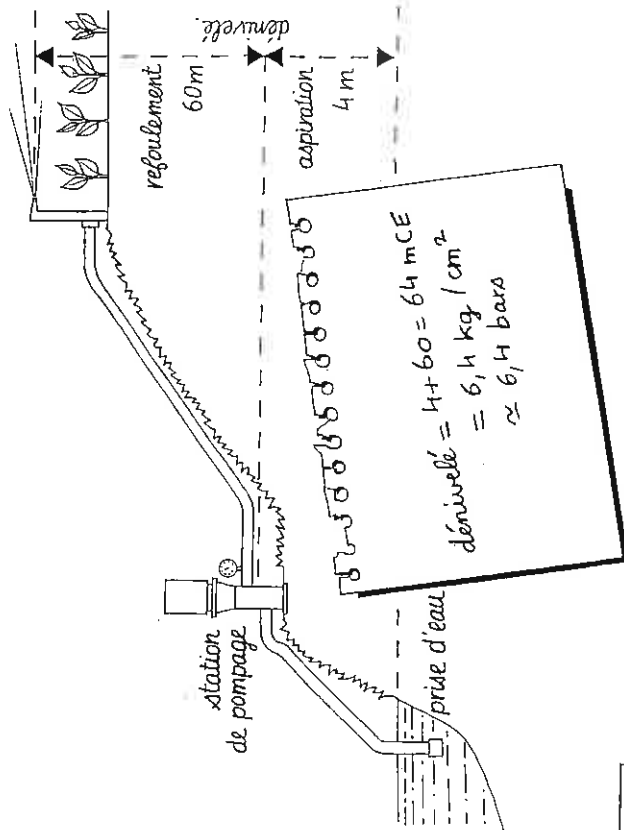 dénivelé.
refoulement
60m
aspiration
4m
station
de pompage
prise d'eau
dénivelé = 4+60 = 64 mCE
= 6,4 kg / cm²
≃ 6,4 bars